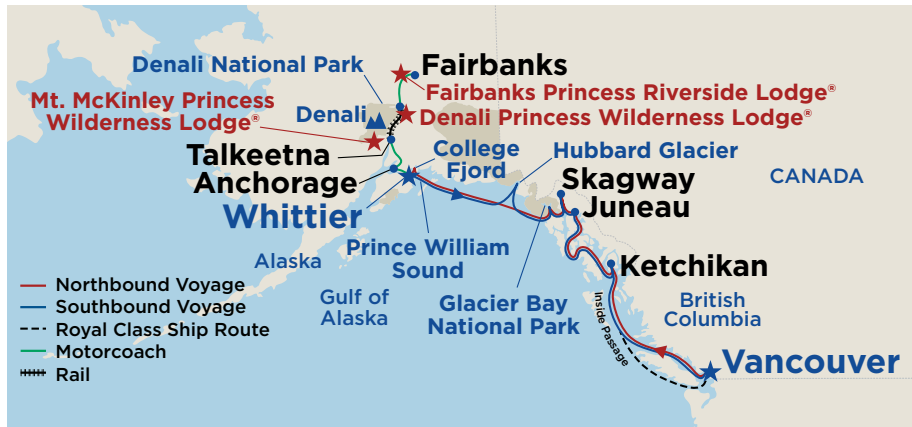 Fairbanks
Denali National Park
Fairbanks Princess Riverside Lodge®
Mt. McKinley Princess
Wilderness Lodge®
Denali
Denali Princess Wilderness Lodge®
Talkeetna
College
Fjord
Hubbard Glacier
Anchorage
CANADA
Skagway
Whittier
Juneau
Prince William
Sound
Alaska
Ketchikan
Gulf of
Alaska
Glacier Bay
National Park
British
Columbia
Inside Passage
Vancouver
Northbound Voyage
Southbound Voyage
Royal Class Ship Route
Motorcoach
Rail